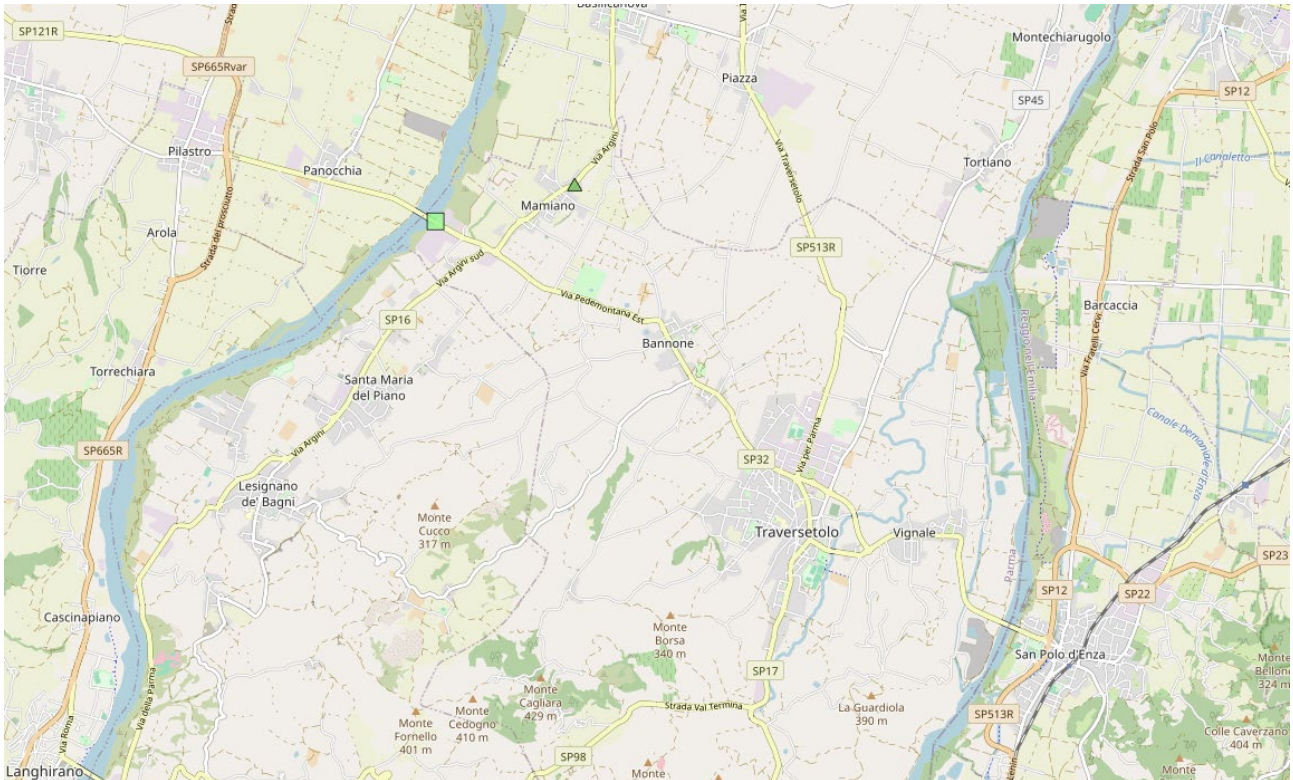 Basilicanova
SP121R
SP665Rvar
Montechiarugolo
Piazza
SP12
SP45
Strada San Polo
Via Argini
Via Traversetolo
Pilastro
Panocchia
Tortiano
Il Canaletto
Mamiano
Arola
Strada del prosciutto
Tiorre
SP513R
Via Argini sud
Via Pedemontana Est
SP16
Barcaccia
Reggio nell'Emilia
Via Fratelli Cervi
Bannone
Torrechiara
Santa Maria
del Piano
Canale Demaniale d'Enza
SP665R
Via Argini
Via per Parma
SP32
Lesignano
de' Bagni
Monte
Cucco
317 m
Traversetolo
Vignale
Parma
SP23
SP12
SP22
Cascinapiano
Monte
Borsa
340 m
San Polo d'Enza
Monte
324 m
SP17
Via della Parma
Monte
Cagliara
429 m
Monte
Cedogno
410 m
Monte
Fornello
401 m
Strada Val Termina
La Guardiola
390 m
SP513R
Colle Caverzano
404 m
Via Roma
SP98
Langhirano
Monte
Monte